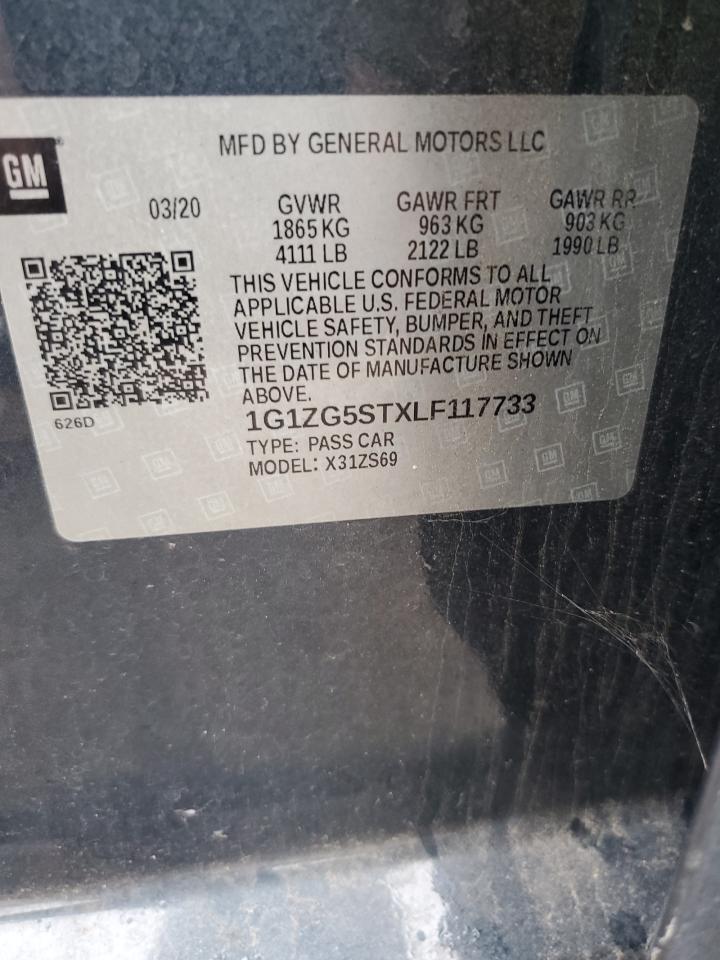 GM
MFD BY GENERAL MOTORS LLC
03/20 GVWR GAWR FRT GAWR RR
1865 KG 963 KG 903 KG
4111 LB 2122 LB 1990 LB
THIS VEHICLE CONFORMS TO ALL
APPLICABLE U.S. FEDERAL MOTOR
VEHICLE SAFETY, BUMPER, AND THEFT
PREVENTION STANDARDS IN EFFECT ON
THE DATE OF MANUFACTURE SHOWN
ABOVE.
626D
1G1ZG5STXLF117733
TYPE: PASS CAR
MODEL: X31ZS69